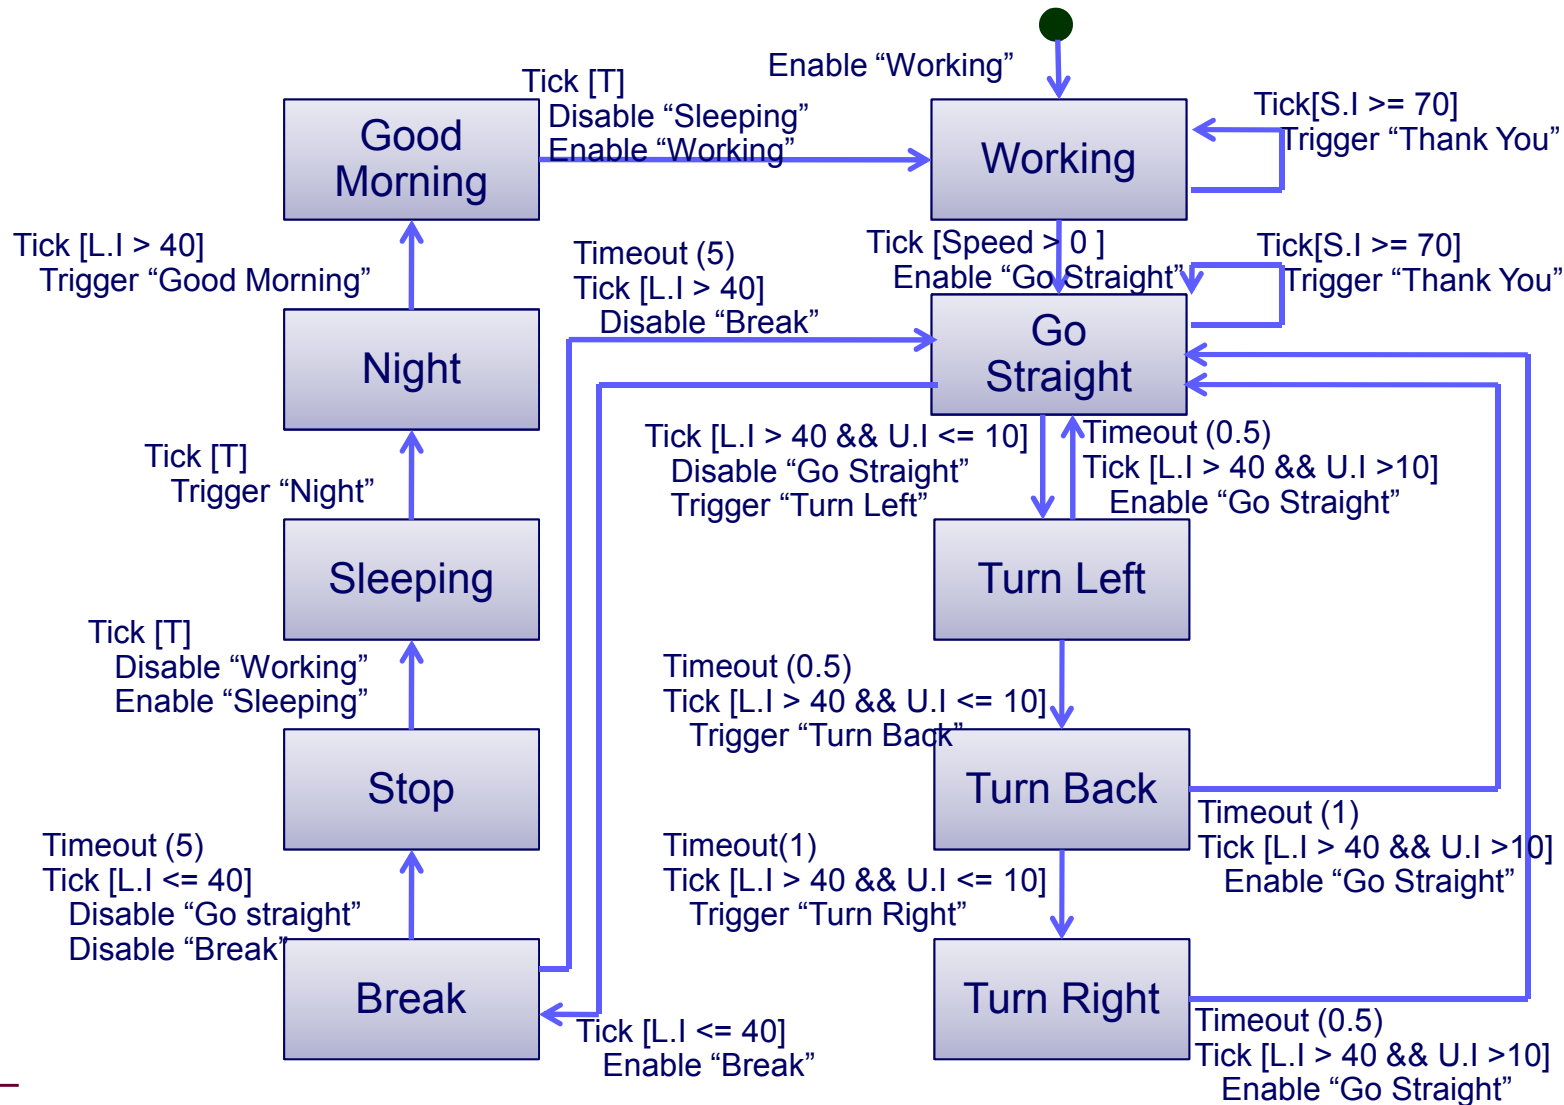 Enable “Working”
Tick [T]
Disable “Sleeping”
Enable “Working”
Good
Morning
Working
Tick[S.I >= 70]
Trigger “Thank You”
Tick [L.I > 40]
Trigger “Good Morning”
Timeout (5)
Tick [L.I > 40]
Disable “Break”
Tick [Speed > 0 ]
Enable “Go Straight”
Tick[S.I >= 70]
Trigger “Thank You”
Night
Go
Straight
Tick [T]
Trigger “Night”
Tick [L.I > 40 && U.I <= 10]
Disable “Go Straight”
Trigger “Turn Left”
Timeout (0.5)
Tick [L.I > 40 && U.I >10]
Enable “Go Straight”
Sleeping
Turn Left
Tick [T]
Disable “Working”
Enable “Sleeping”
Timeout (0.5)
Tick [L.I > 40 && U.I <= 10]
Trigger “Turn Back”
Stop
Turn Back
Timeout (5)
Tick [L.I <= 40]
Disable “Go straight”
Disable “Break”
Timeout(1)
Tick [L.I > 40 && U.I <= 10]
Trigger “Turn Right”
Timeout (1)
Tick [L.I > 40 && U.I >10]
Enable “Go Straight”
Break
Turn Right
Tick [L.I <= 40]
Enable “Break”
Timeout (0.5)
Tick [L.I > 40 && U.I >10]
Enable “Go Straight”